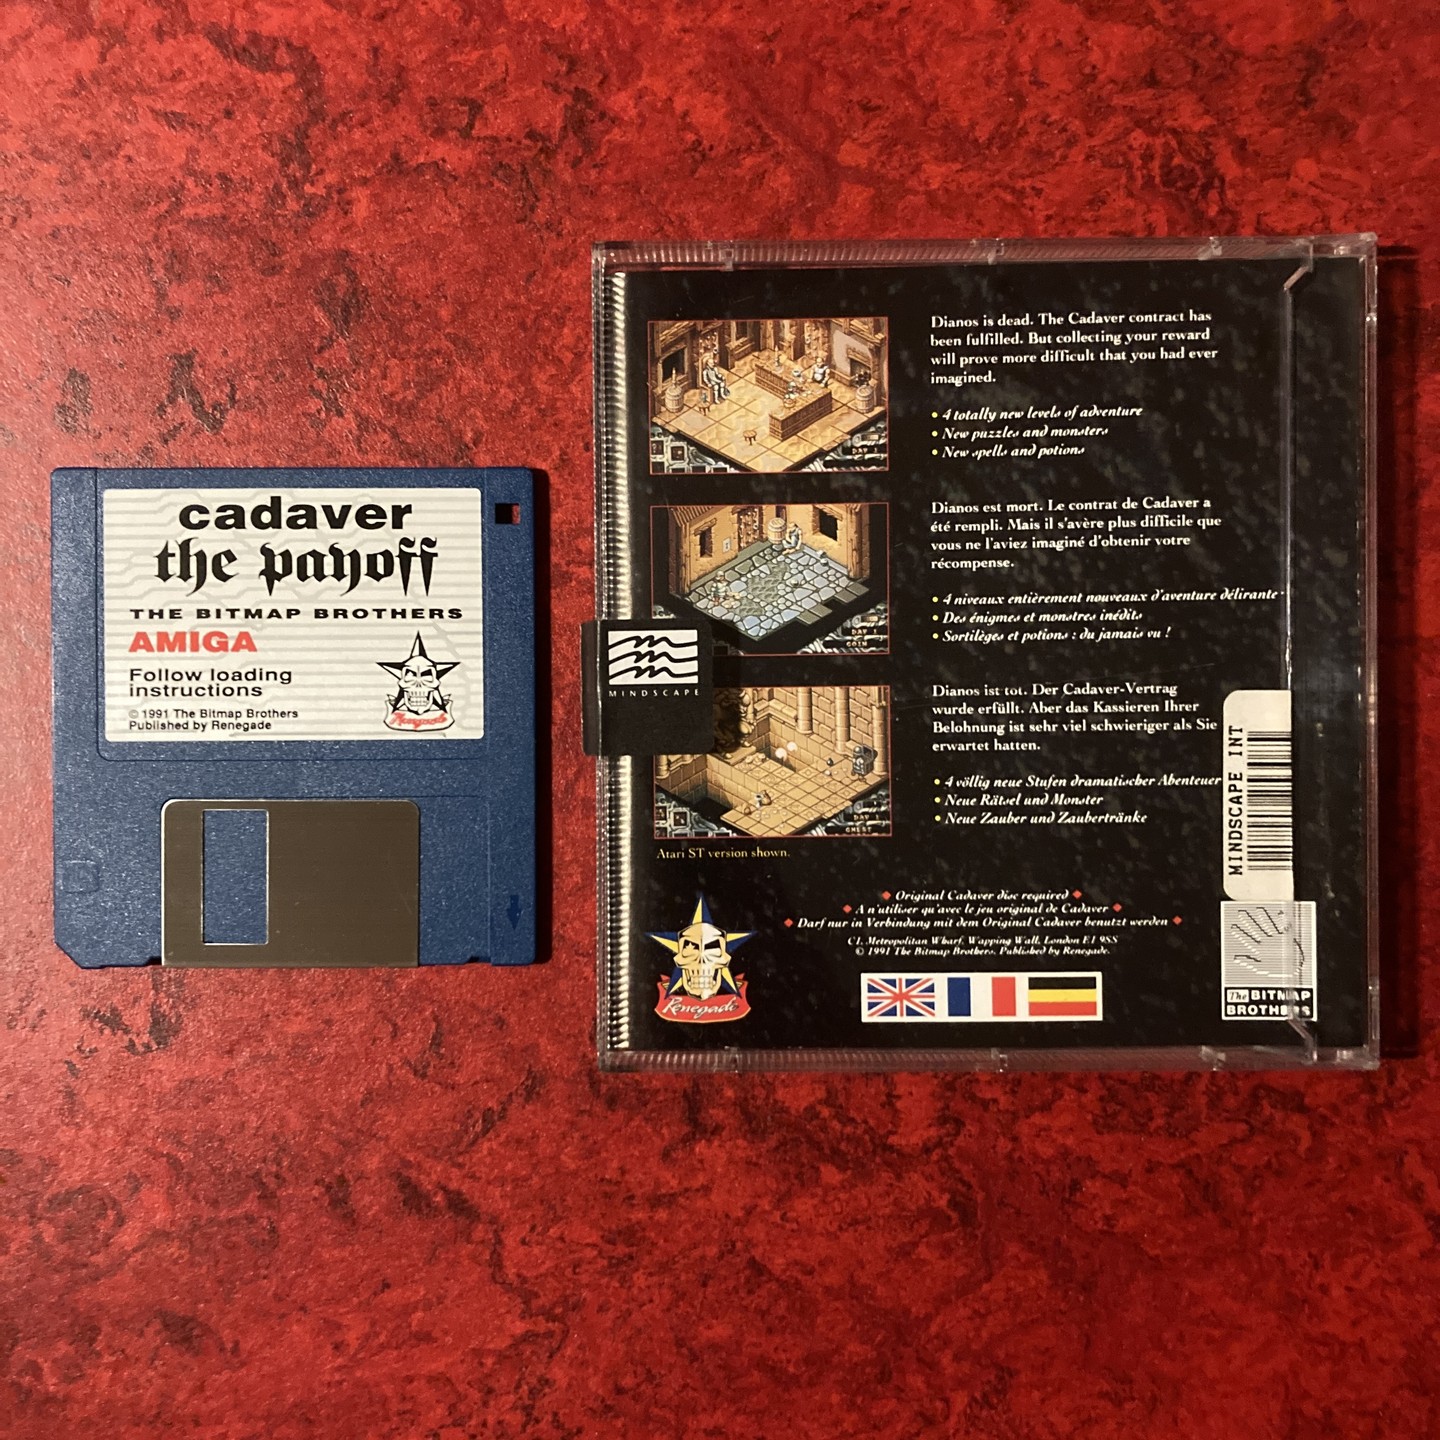 cadaver
the payoff
THE BITMAP BROTHERS
AMIGA
Follow loading
instructions
© 1991 The Bitmap Brothers
Published by Renegade
Renegade
Dianos is dead. The Cadaver contract has
been fulfilled. But collecting your reward
will prove more difficult that you had ever
imagined.
• 4 totally new levels of adventure
• New puzzles and monsters
• New spells and potions
Dianos est mort. Le contrat de Cadaver a
été rempli. Mais il s'avère plus difficile que
vous ne l'aviez imaginé d'obtenir votre
récompense.
• 4 niveaux entièrement nouveaux d'aventure délirante
• Des énigmes et monstres inédits
• Sortilèges et potions : du jamais vu !
Dianos ist tot. Der Cadaver-Vertrag
wurde erfüllt. Aber das Kassieren Ihrer
Belohnung ist sehr viel schwieriger als Sie
erwartet hatten.
• 4 völlig neue Stufen dramatischer Abenteuer
• Neue Rätsel und Monster
• Neue Zauber und Zaubertränke
DAY 1
DAY 1
COIN
DAY 1
CHEST
MINDSCAPE
Atari ST version shown.
MINDSCAPE INT
♦ Original Cadaver disc required ♦
♦ A n'utiliser qu'avec le jeu original de Cadaver ♦
♦ Darf nur in Verbindung mit dem Original Cadaver benutzt werden ♦
C1, Metropolitan Wharf, Wapping Wall, London E1 9SS
© 1991 The Bitmap Brothers. Published by Renegade.
Renegade
The BITMAP
BROTHERS